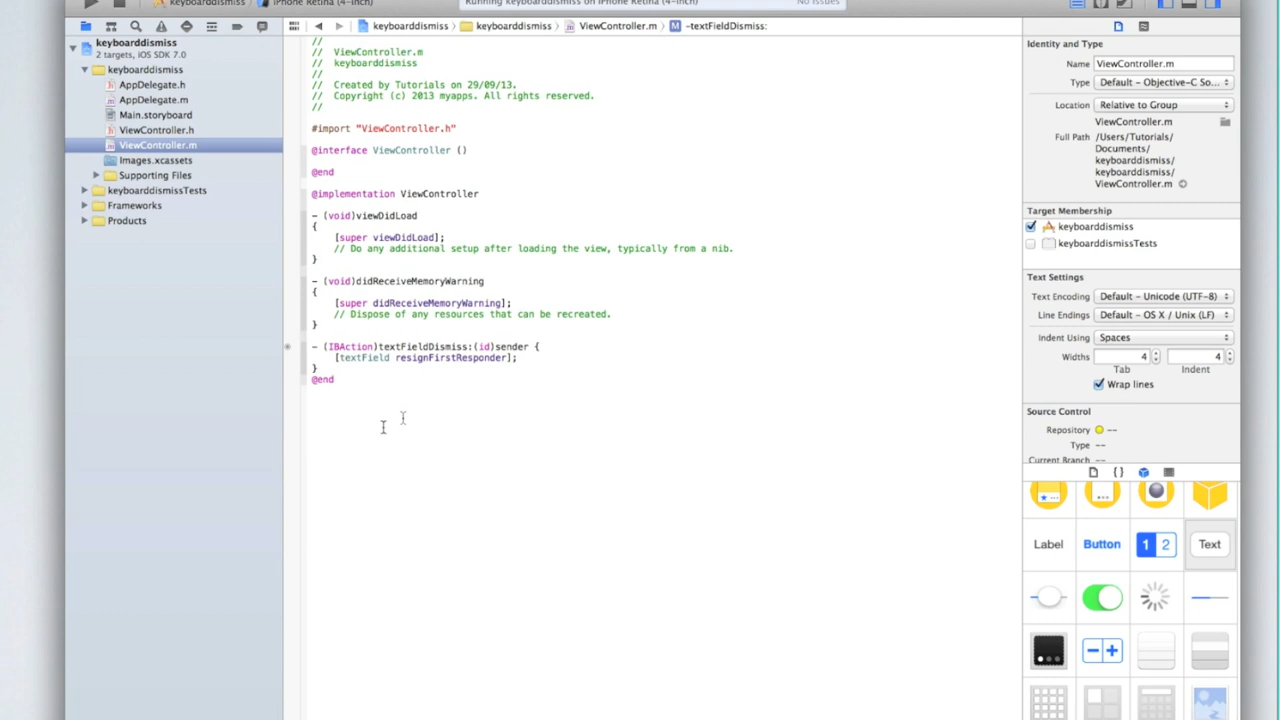 keyboarddismiss
iPhone Retina (4-inch)
Running keyboarddismiss on iPhone Retina (4-inch)
No Issues
keyboarddismiss
2 targets, iOS SDK 7.0
keyboarddismiss
AppDelegate.h
AppDelegate.m
Main.storyboard
ViewController.h
ViewController.m
Images.xcassets
Supporting Files
keyboarddismissTests
Frameworks
Products
keyboarddismiss
keyboarddismiss
ViewController.m
-textFieldDismiss:
//
//  ViewController.m
//  keyboarddismiss
//
//  Created by Tutorials on 29/09/13.
//  Copyright (c) 2013 myapps. All rights reserved.
//
#import "ViewController.h"
@interface ViewController ()
@end
@implementation ViewController
- (void)viewDidLoad
{
    [super viewDidLoad];
    // Do any additional setup after loading the view, typically from a nib.
}
- (void)didReceiveMemoryWarning
{
    [super didReceiveMemoryWarning];
    // Dispose of any resources that can be recreated.
}
- (IBAction)textFieldDismiss:(id)sender {
    [textField resignFirstResponder];
}
@end
Identity and Type
Name ViewController.m
Type Default - Objective-C So...
Location Relative to Group
ViewController.m
Full Path /Users/Tutorials/
Documents/
keyboarddismiss/
keyboarddismiss/
ViewController.m
Target Membership
keyboarddismiss
keyboarddismissTests
Text Settings
Text Encoding Default - Unicode (UTF-8)
Line Endings Default - OS X / Unix (LF)
Indent Using Spaces
Widths 4 4
Tab Indent
Wrap lines
Source Control
Repository --
Type --
Current Branch --
{ }
Label Button 1 2 Text